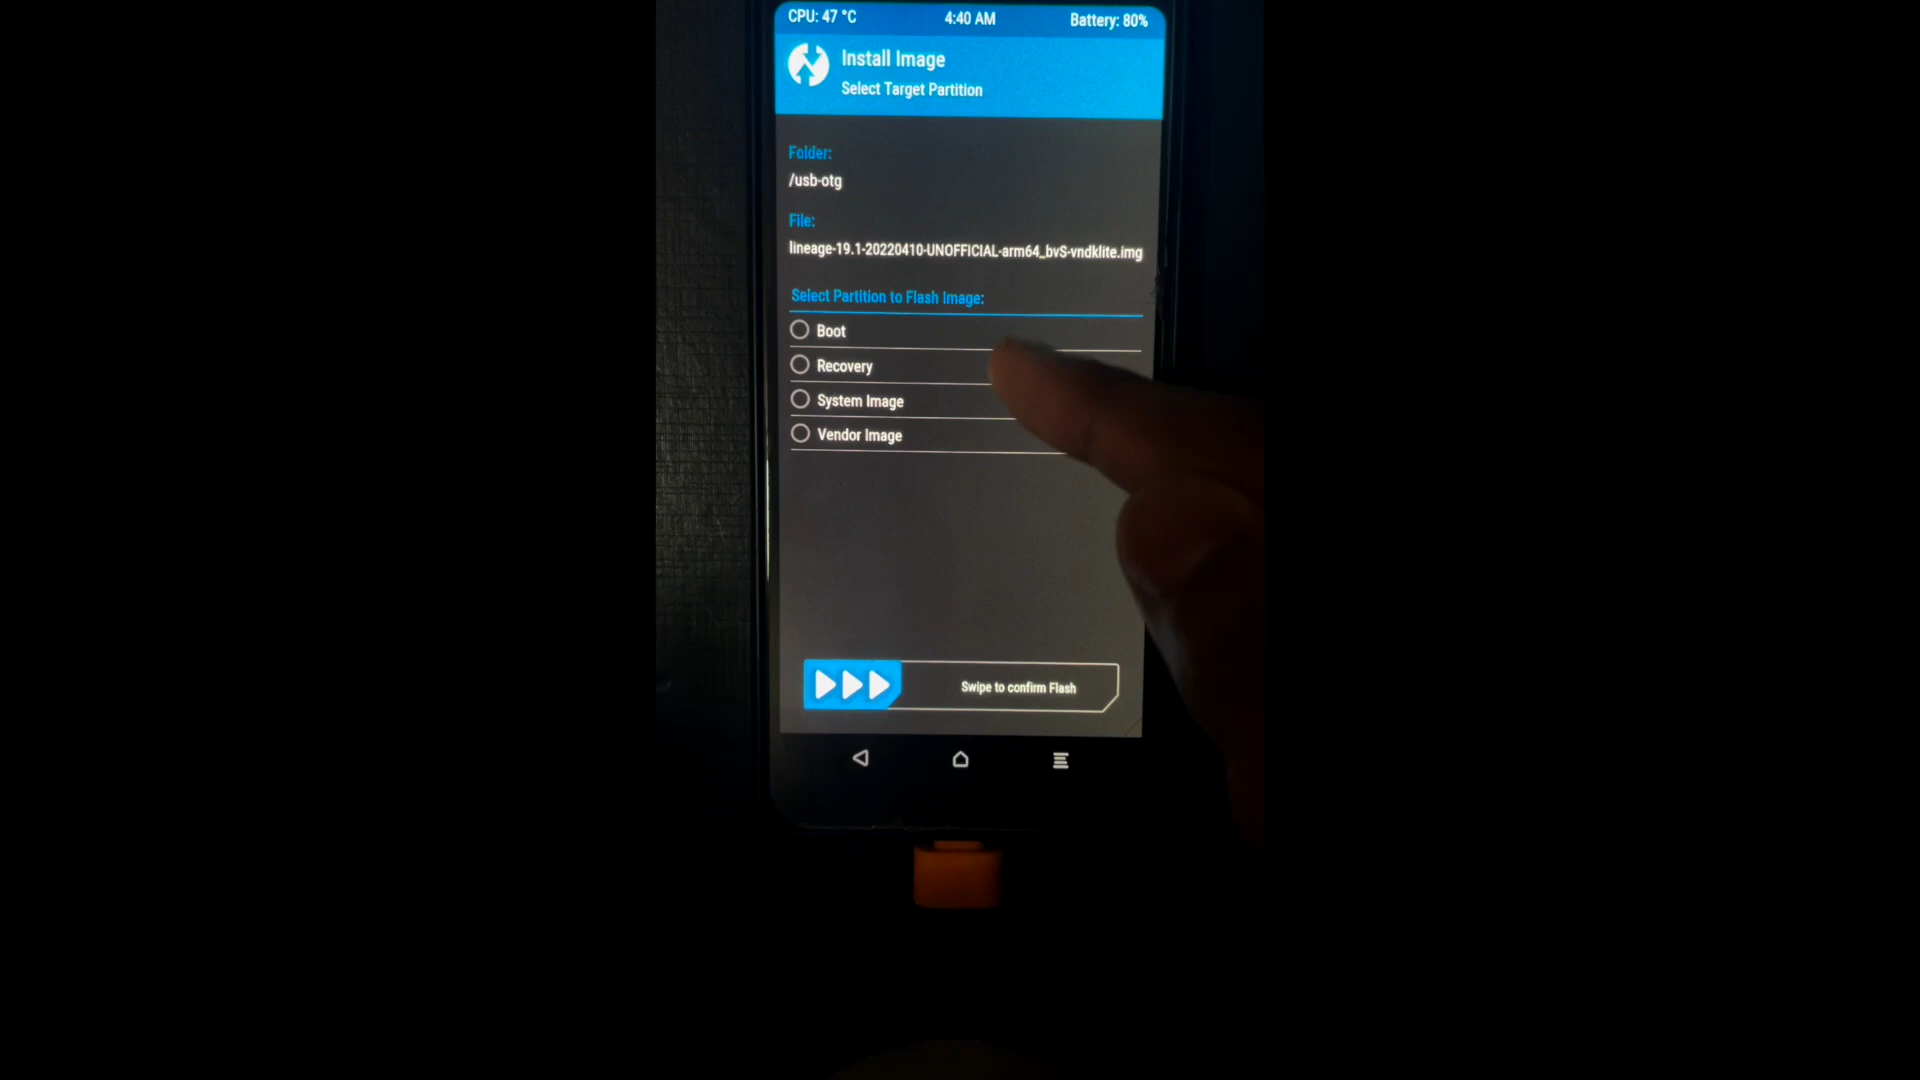 CPU: 47 °C 4:40 AM Battery: 80%
Install Image
Select Target Partition
Folder:
/usb-otg
File:
lineage-19.1-20220410-UNOFFICIAL-arm64_bvS-vndklite.img
Select Partition to Flash Image:
Boot
Recovery
System Image
Vendor Image
Swipe to confirm Flash